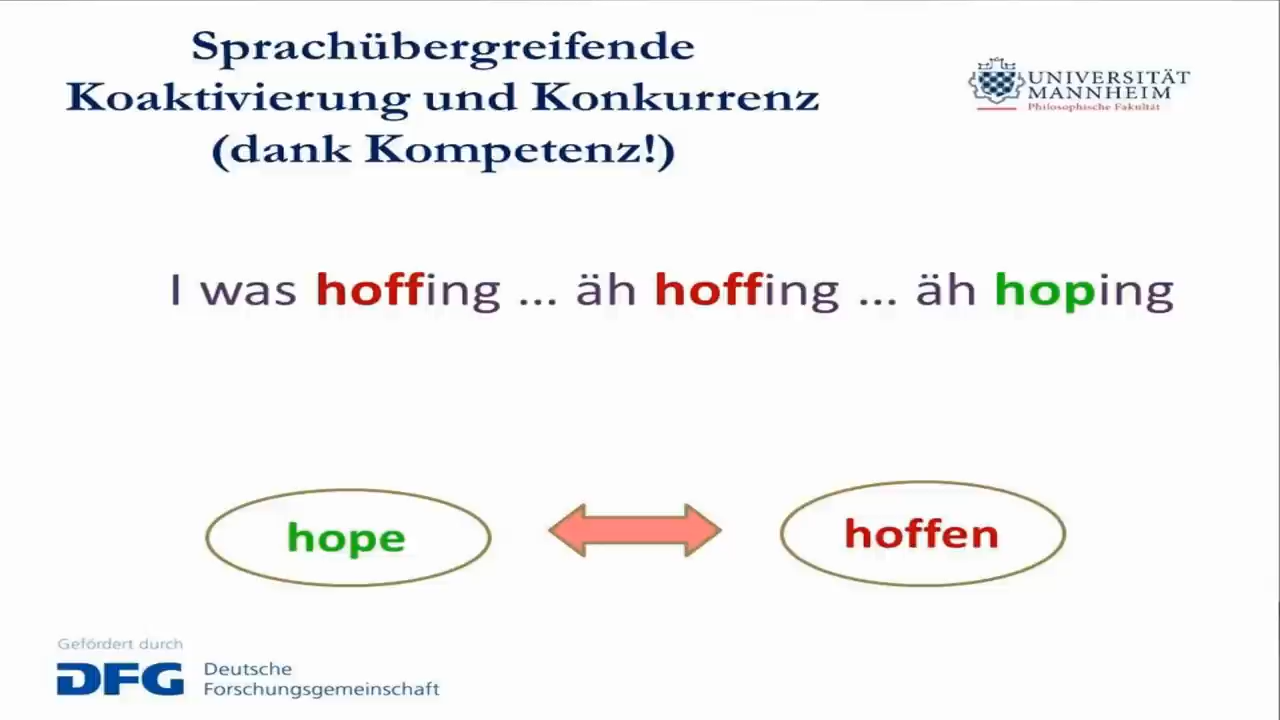 Sprachübergreifende
Koaktivierung und Konkurrenz
(dank Kompetenz!)
UNIVERSITÄT
MANNHEIM
Philosophische Fakultät
I was hoffing ... äh hoffing ... äh hoping
hope
hoffen
Gefördert durch
DFG
Deutsche
Forschungsgemeinschaft